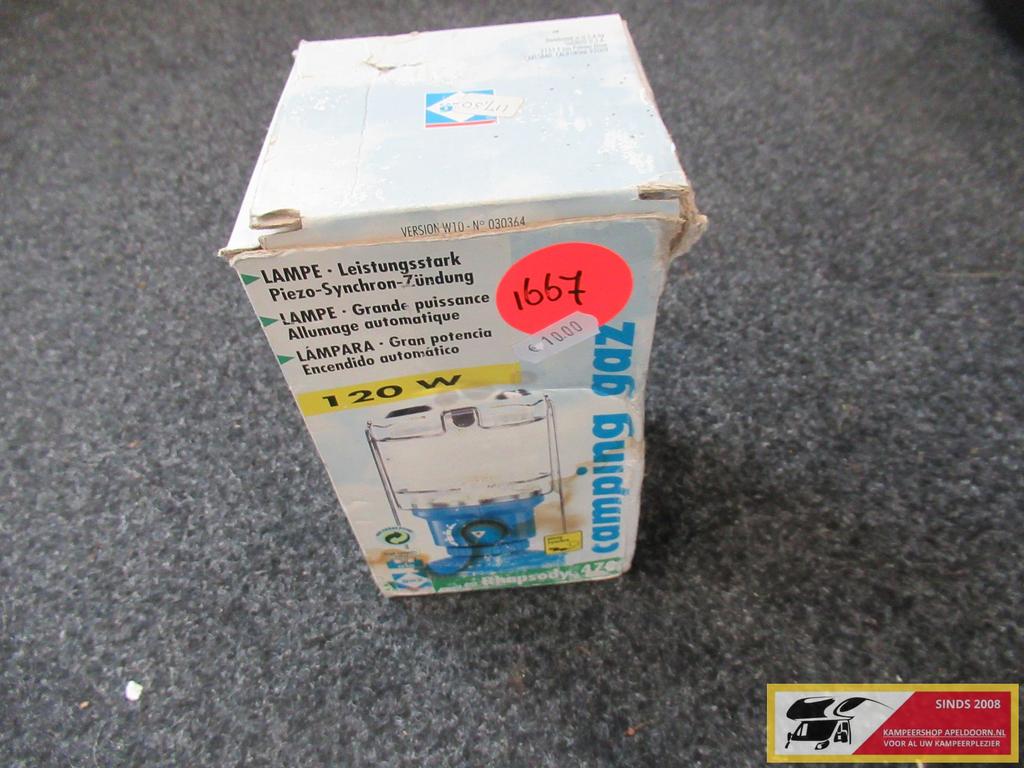 VERSION W10 - N° 030364
LAMPE · Leistungsstark
Piezo-Synchron-Zündung
LAMPE · Grande puissance
Allumage automatique
LÁMPARA · Gran potencia
Encendido automático
1667
€10.00
120 W
camping gaz
Rhapsody
SINDS 2008
KAMPEERSHOP APELDOORN.NL
VOOR AL UW KAMPEERPLEZIER